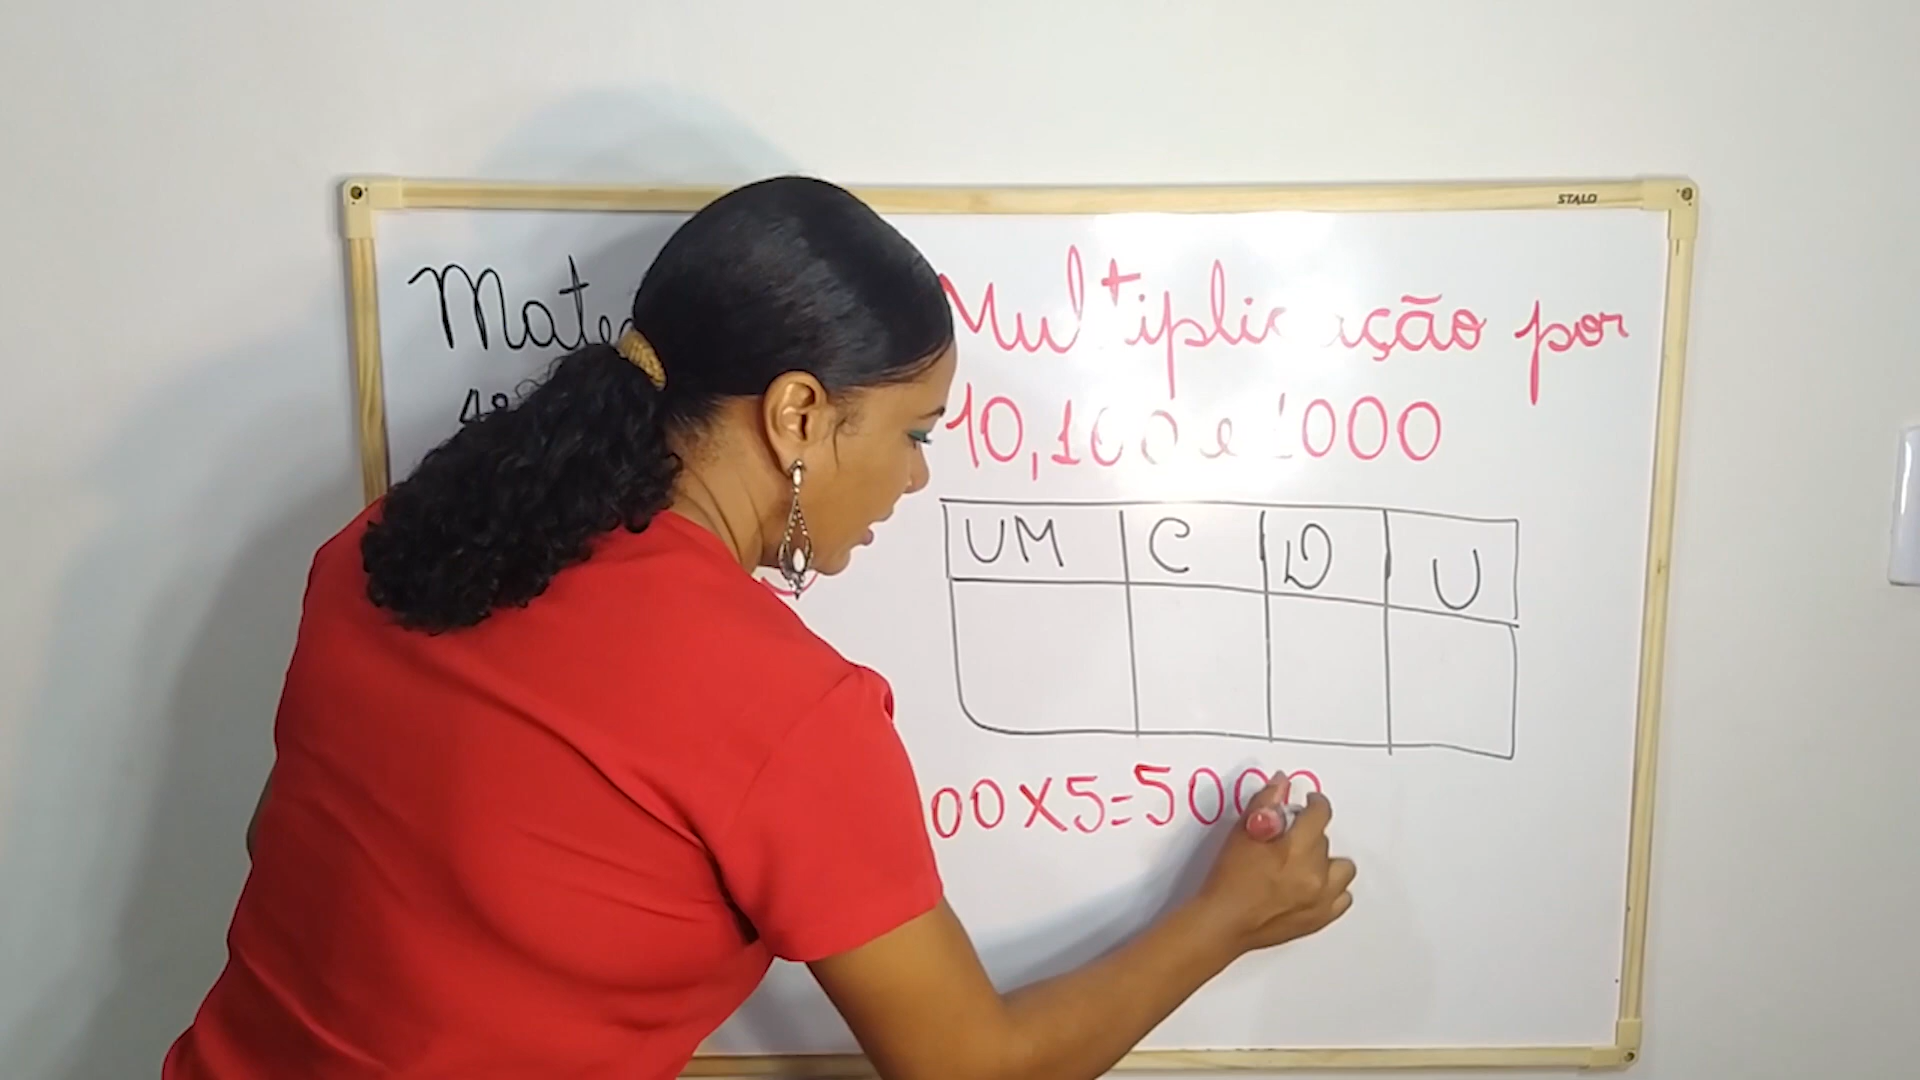 STALO
Multiplicação por
10, 100 e 1000
UM C D U
00 X 5 = 5000